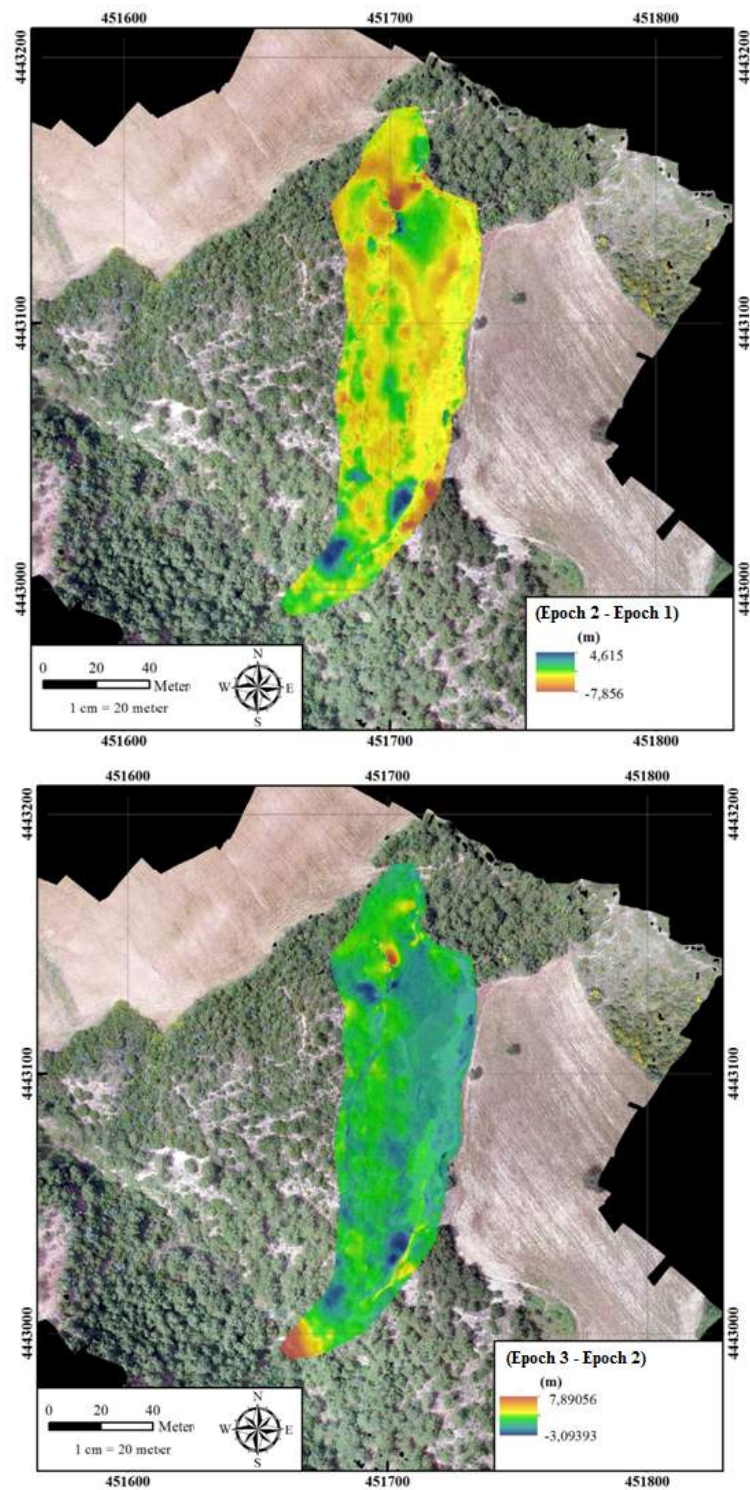 451600 451700 451800
4443200 4443200
4443100 4443100
4443000 4443000
(Epoch 2 - Epoch 1)
(m)
4,615
-7,856
0 20 40
Meter
1 cm = 20 meter
N
W E
S
451600 451700 451800
451600 451700 451800
4443200 4443200
4443100 4443100
4443000 4443000
(Epoch 3 - Epoch 2)
(m)
7,89056
-3,09393
0 20 40
Meter
1 cm = 20 meter
N
W E
S
451600 451700 451800